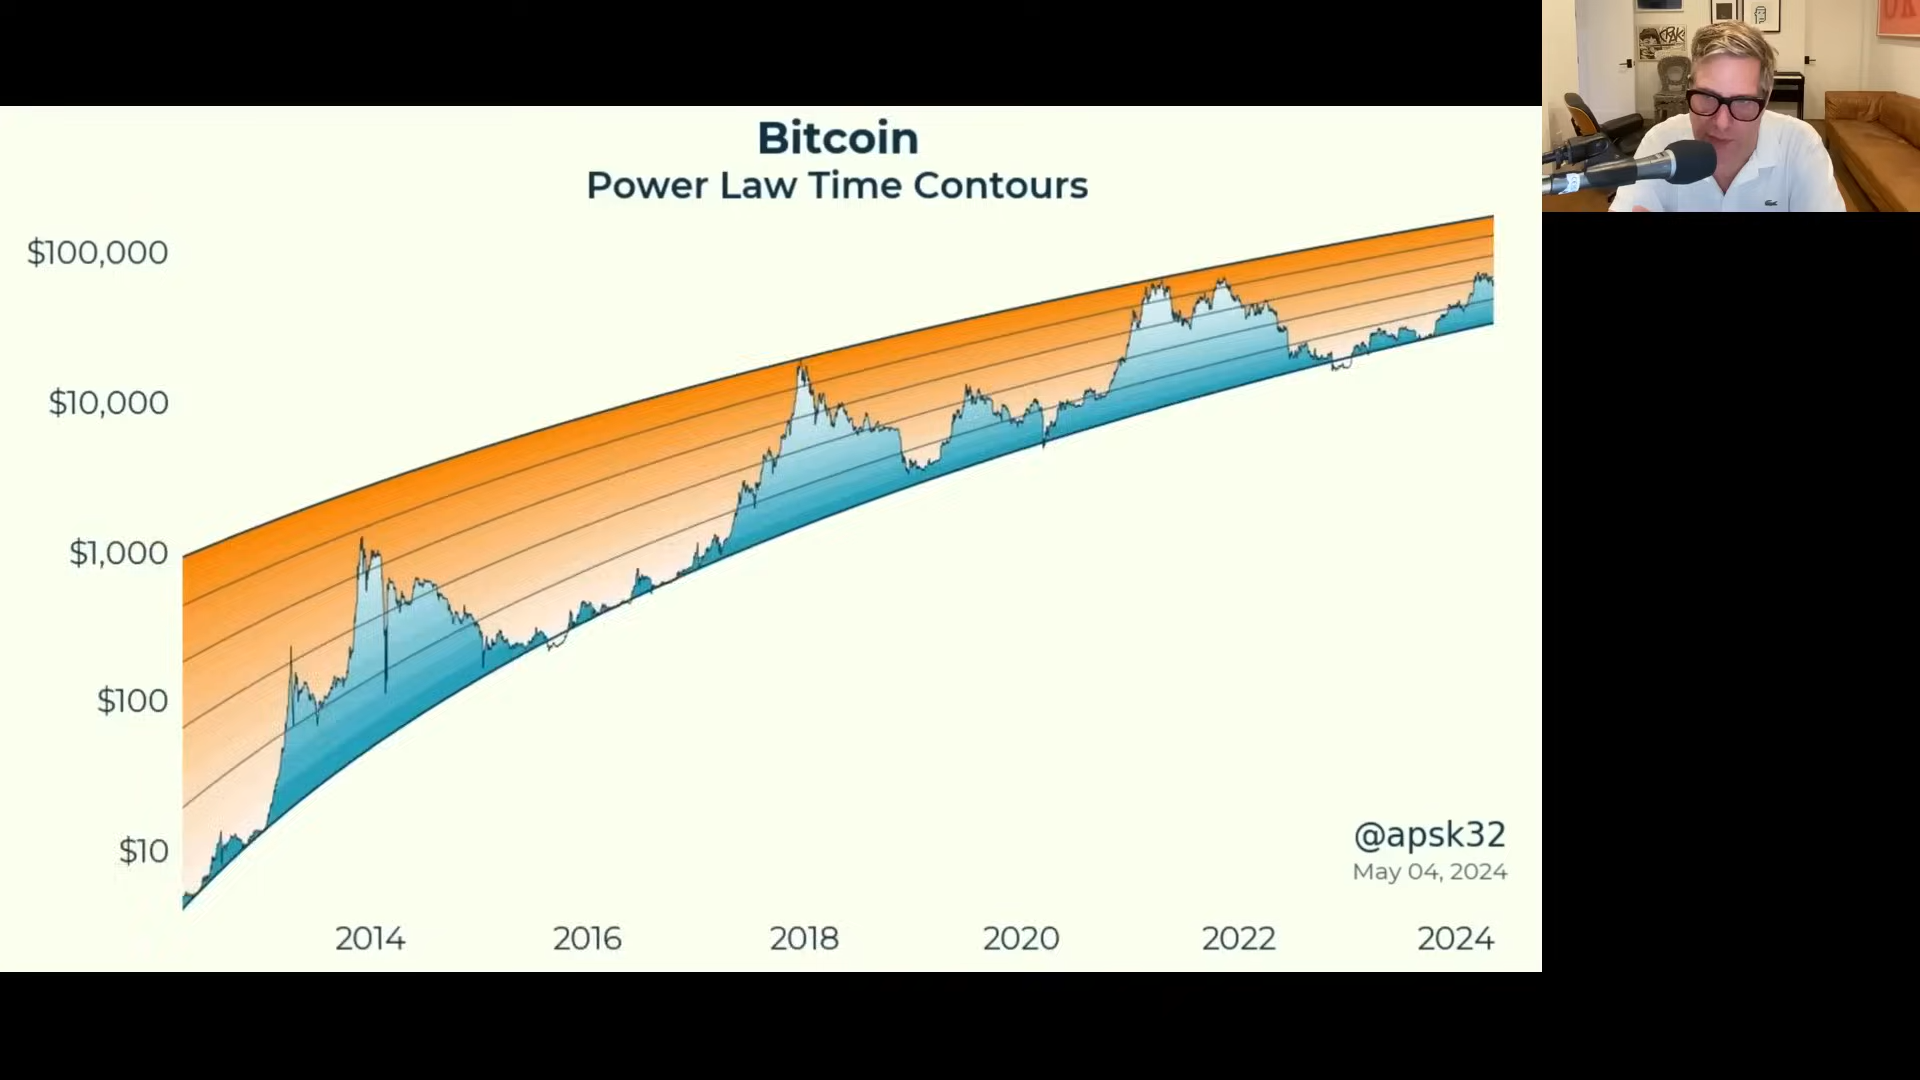 Bitcoin
Power Law Time Contours
$100,000
$10,000
$1,000
$100
$10
@apsk32
May 04, 2024
2014 2016 2018 2020 2022 2024